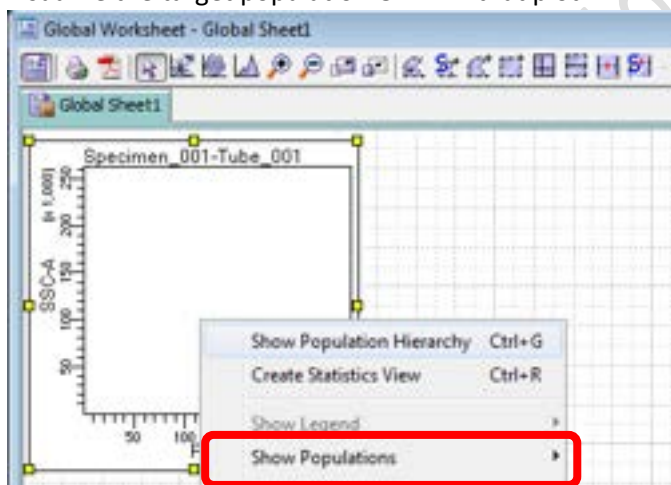 Global Worksheet - Global Sheet1
Global Sheet1
Specimen_001-Tube_001
(x 1,000)
SSC-A
250
200
150
100
50
50
100
F
Show Population Hierarchy Ctrl+G
Create Statistics View Ctrl+R
Show Legend
Show Populations